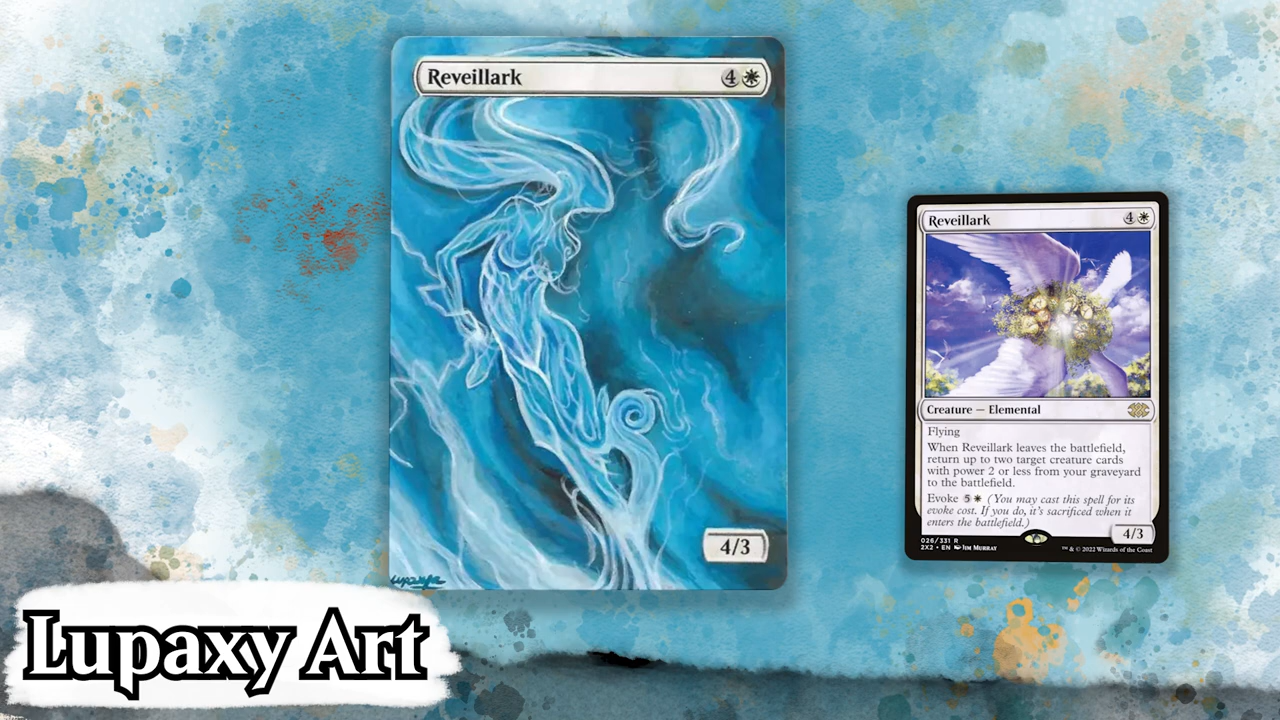 Reveillark 4
4/3
Lupaxye
Reveillark 4
Creature — Elemental
Flying
When Reveillark leaves the battlefield,
return up to two target creature cards
with power 2 or less from your graveyard
to the battlefield.
Evoke 5 (You may cast this spell for its
evoke cost. If you do, it's sacrificed when it
enters the battlefield.)
4/3
026/331 R
2X2 • EN Jim Murray
™ & © 2022 Wizards of the Coast
Lupaxy Art